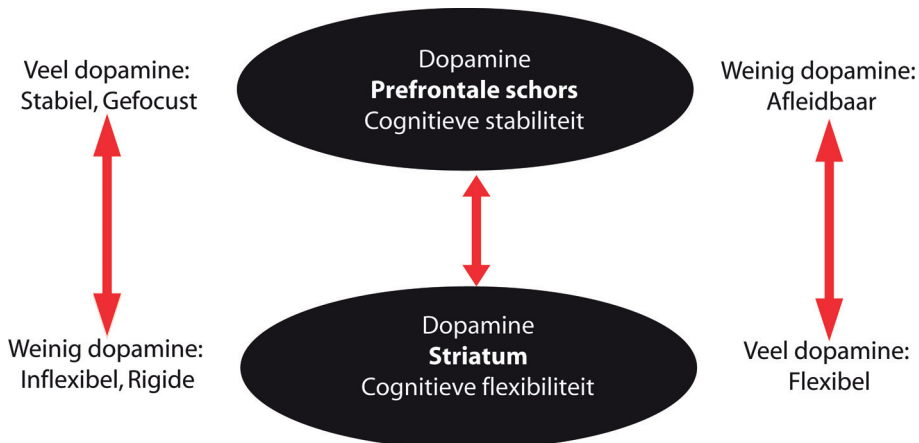 Veel dopamine:
Stabiel, Gefocust
Dopamine
Prefrontale schors
Cognitieve stabiliteit
Weinig dopamine:
Afleidbaar
Weinig dopamine:
Inflexibel, Rigide
Dopamine
Striatum
Cognitieve flexibiliteit
Veel dopamine:
Flexibel